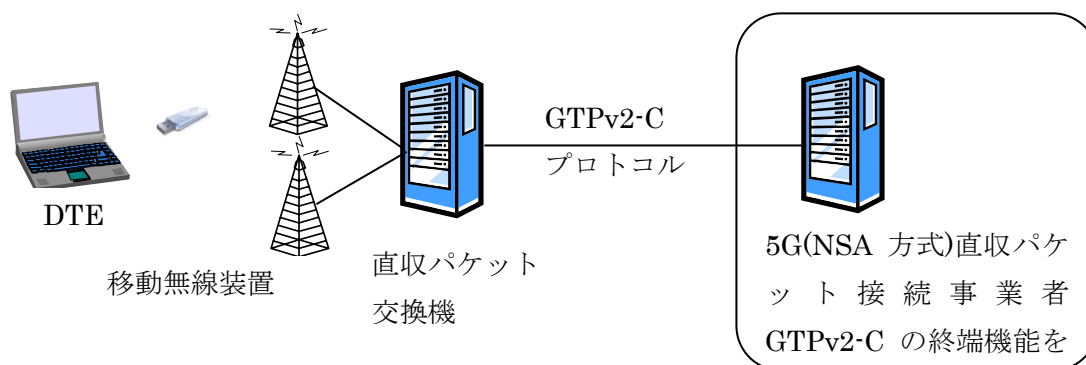 DTE
移動無線装置
直収パケット
交換機
GTPv2-C
プロトコル
5G(NSA 方式)直収パケ
ット接続事業者
GTPv2-C の終端機能を